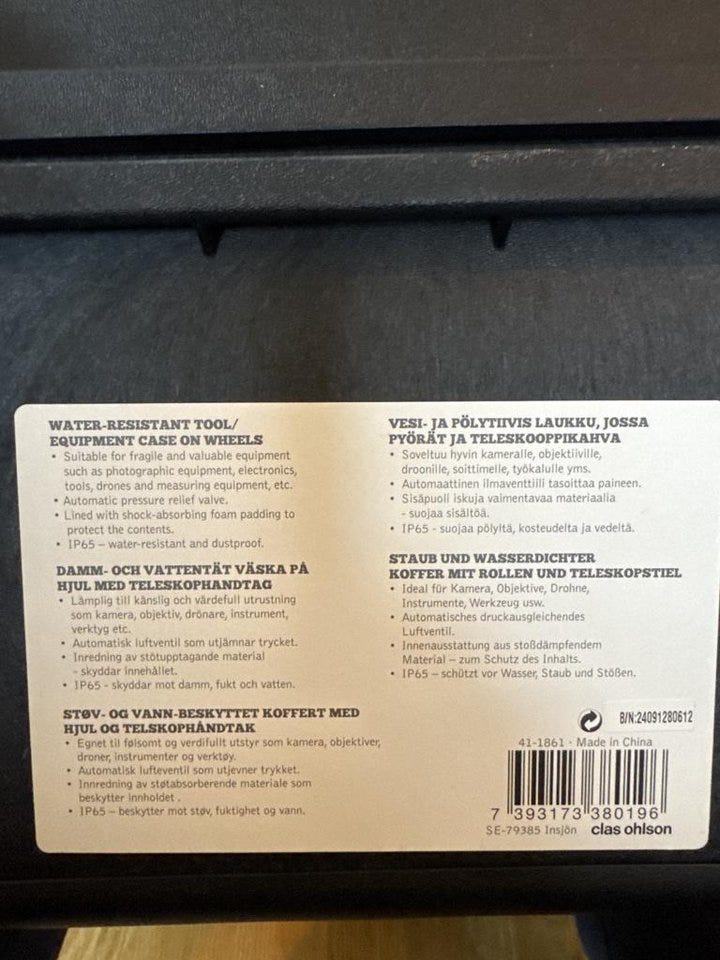 WATER-RESISTANT TOOL/
EQUIPMENT CASE ON WHEELS
• Suitable for fragile and valuable equipment
such as photographic equipment, electronics,
tools, drones and measuring equipment, etc.
• Automatic pressure relief valve.
• Lined with shock-absorbing foam padding to
protect the contents.
• IP65 – water-resistant and dustproof.
DAMM- OCH VATTENTÄT VÄSKA PÅ
HJUL MED TELESKOPHANDTAG
• Lämplig till känslig och värdefull utrustning
som kamera, objektiv, drönare, instrument,
verktyg etc.
• Automatisk luftventil som utjämnar trycket.
• Inredning av stötupptagande material
- skyddar innehållet.
• IP65 - skyddar mot damm, fukt och vatten.
STØV- OG VANN-BESKYTTET KOFFERT MED
HJUL OG TELSKOPHÅNDTAK
• Egnet til følsomt og verdifullt utstyr som kamera, objektiver,
droner, instrumenter og verktøy.
• Automatisk lufteventil som utjevner trykket.
• Innredning av støtabsorberende materiale som
beskytter innholdet .
• IP65 – beskytter mot støv, fuktighet og vann.
VESI- JA PÖLYTIIVIS LAUKKU, JOSSA
PYÖRÄT JA TELESKOOPPIKAHVA
• Soveltuu hyvin kameralle, objektiiville,
droonille, soittimelle, työkalulle yms.
• Automaattinen ilmaventtiili tasoittaa paineen.
• Sisäpuoli iskuja vaimentavaa materiaalia
- suojaa sisältöä.
• IP65 - suojaa pölyltä, kosteudelta ja vedeltä.
STAUB UND WASSERDICHTER
KOFFER MIT ROLLEN UND TELESKOPSTIEL
• Ideal für Kamera, Objektive, Drohne,
Instrumente, Werkzeug usw.
• Automatisches druckausgleichendes
Luftventil.
• Innenausstattung aus stoßdämpfendem
Material – zum Schutz des Inhalts.
• IP65 – schützt vor Wasser, Staub und Stößen.
B/N:24091280612
41-1861 · Made in China
7 393173 380196
SE-79385 Insjön clas ohlson